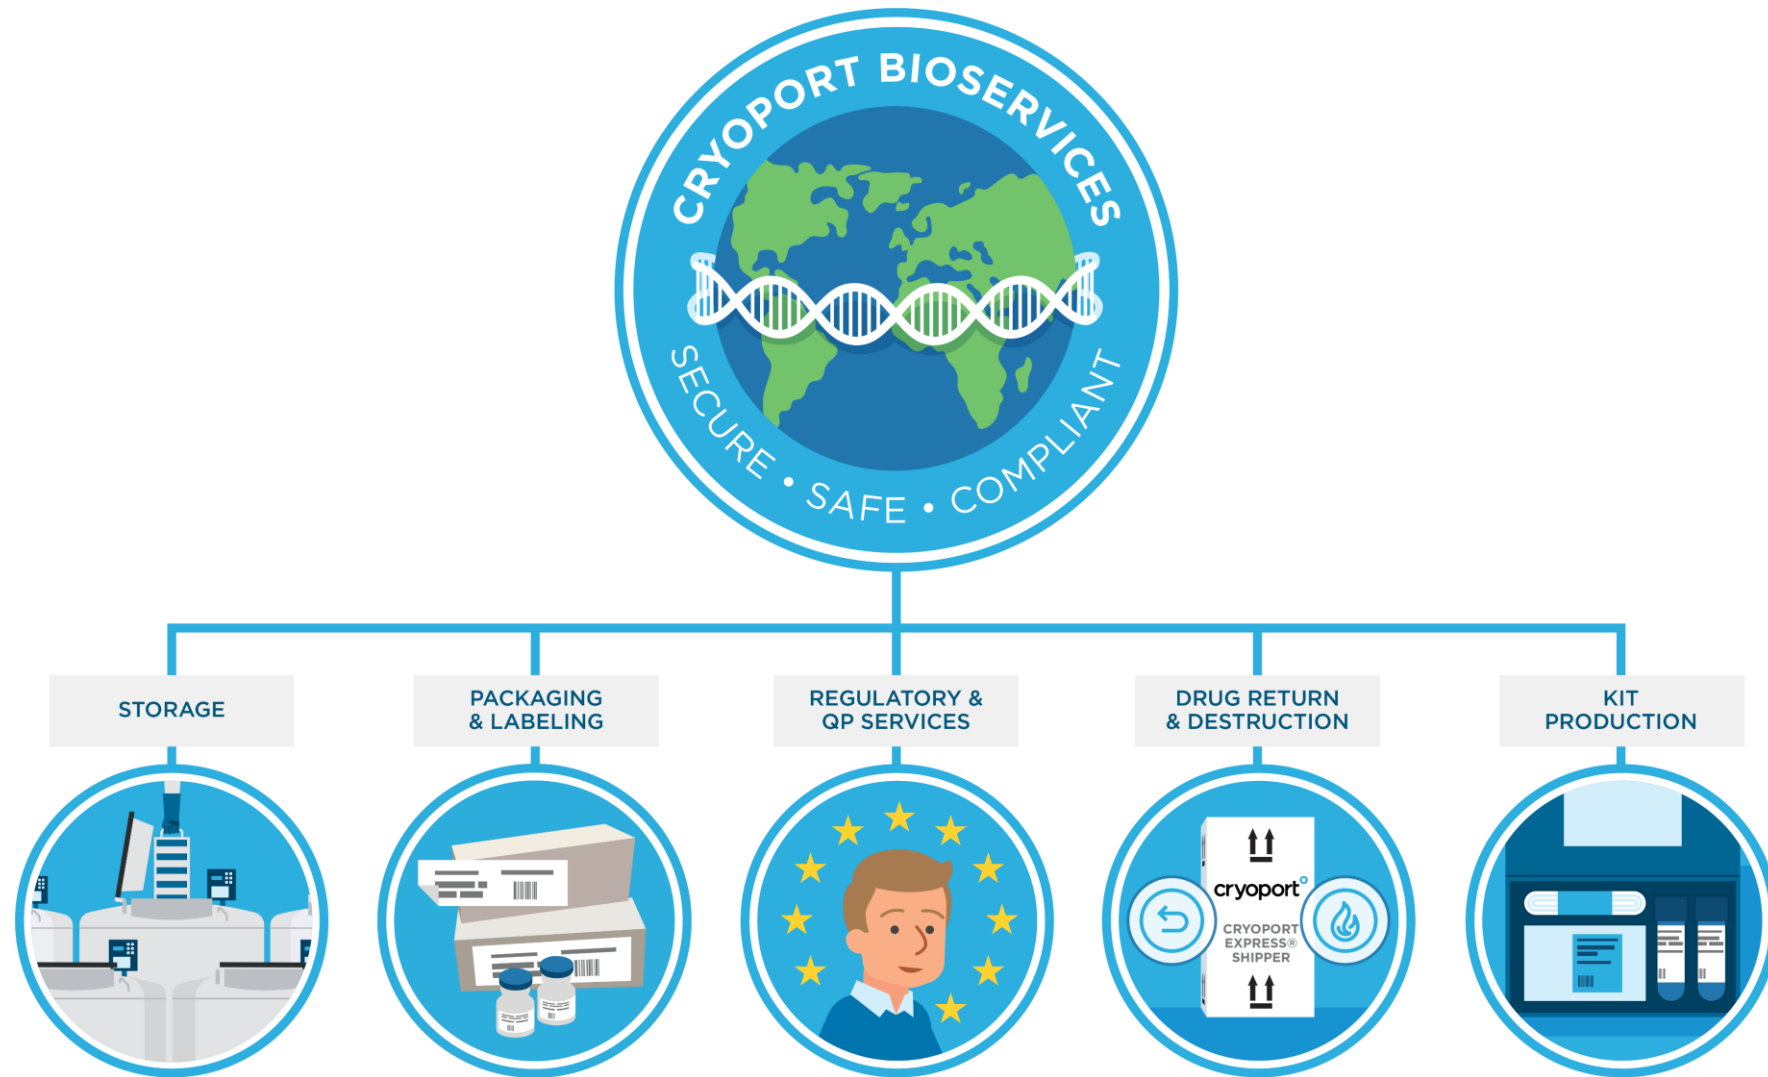 CRYOPORT BIOSERVICES
SECURE • SAFE • COMPLIANT
STORAGE
PACKAGING
& LABELING
REGULATORY &
QP SERVICES
DRUG RETURN
& DESTRUCTION
KIT
PRODUCTION
cryoport°
CRYOPORT
EXPRESS®
SHIPPER